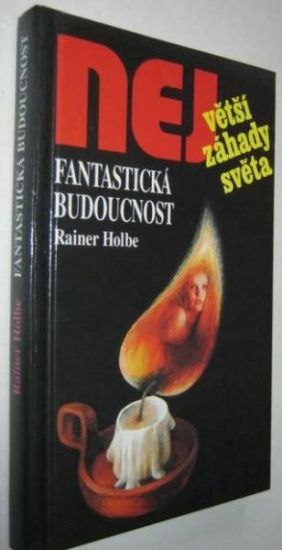 NEJ
větší
záhady
světa
FANTASTICKÁ
BUDOUCNOST
Rainer Holbe
Rainer Holbe FANTASTICKÁ BUDOUCNOST